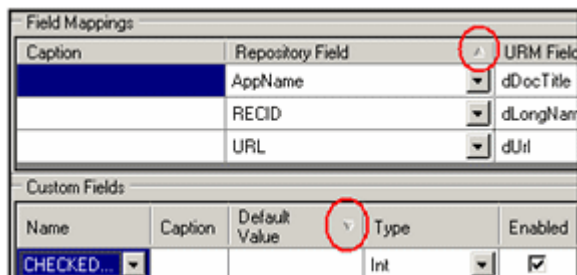 Field Mappings
Caption Repository Field URM Field
AppName dDocTitle
RECID dLongNam
URL dUrl
Custom Fields
Name Caption Default Value Type Enabled
CHECKED... Int